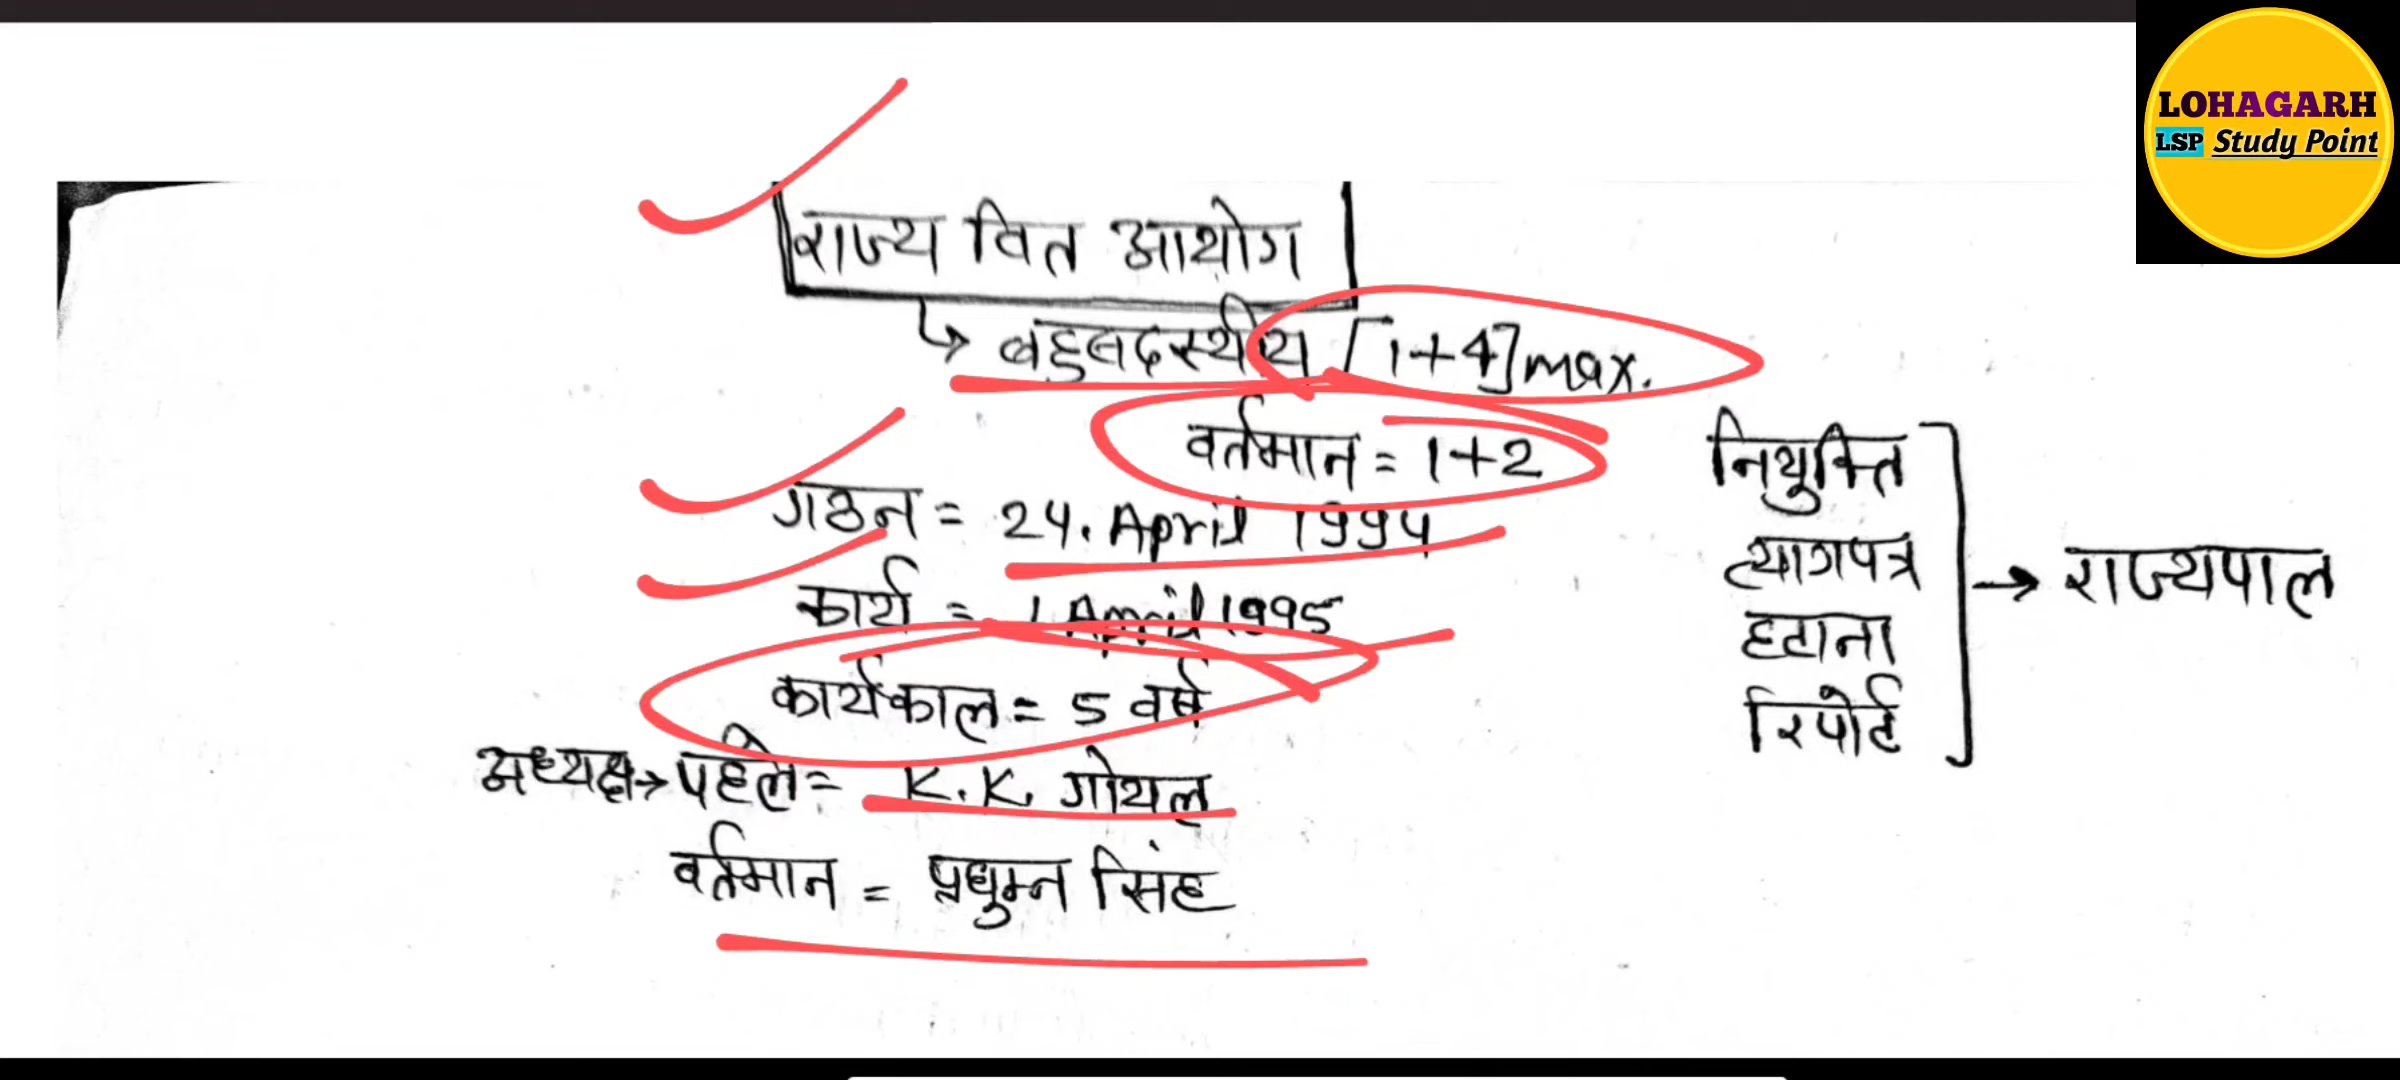 LOHAGARH
LSP Study Point
राज्य वित आयोग
↳ बहुसदस्यीय [1+4] max.
वर्तमान = 1+2
गठन = 24. April 1994
कार्य = 1 April 1995
कार्यकाल = 5 वर्ष
अध्यक्ष → पहले = K.K. गोयल
वर्तमान = प्रधुम्न सिंह
नियुक्ति
त्यागपत्र
हटाना
रिपोर्ट
→ राज्यपाल